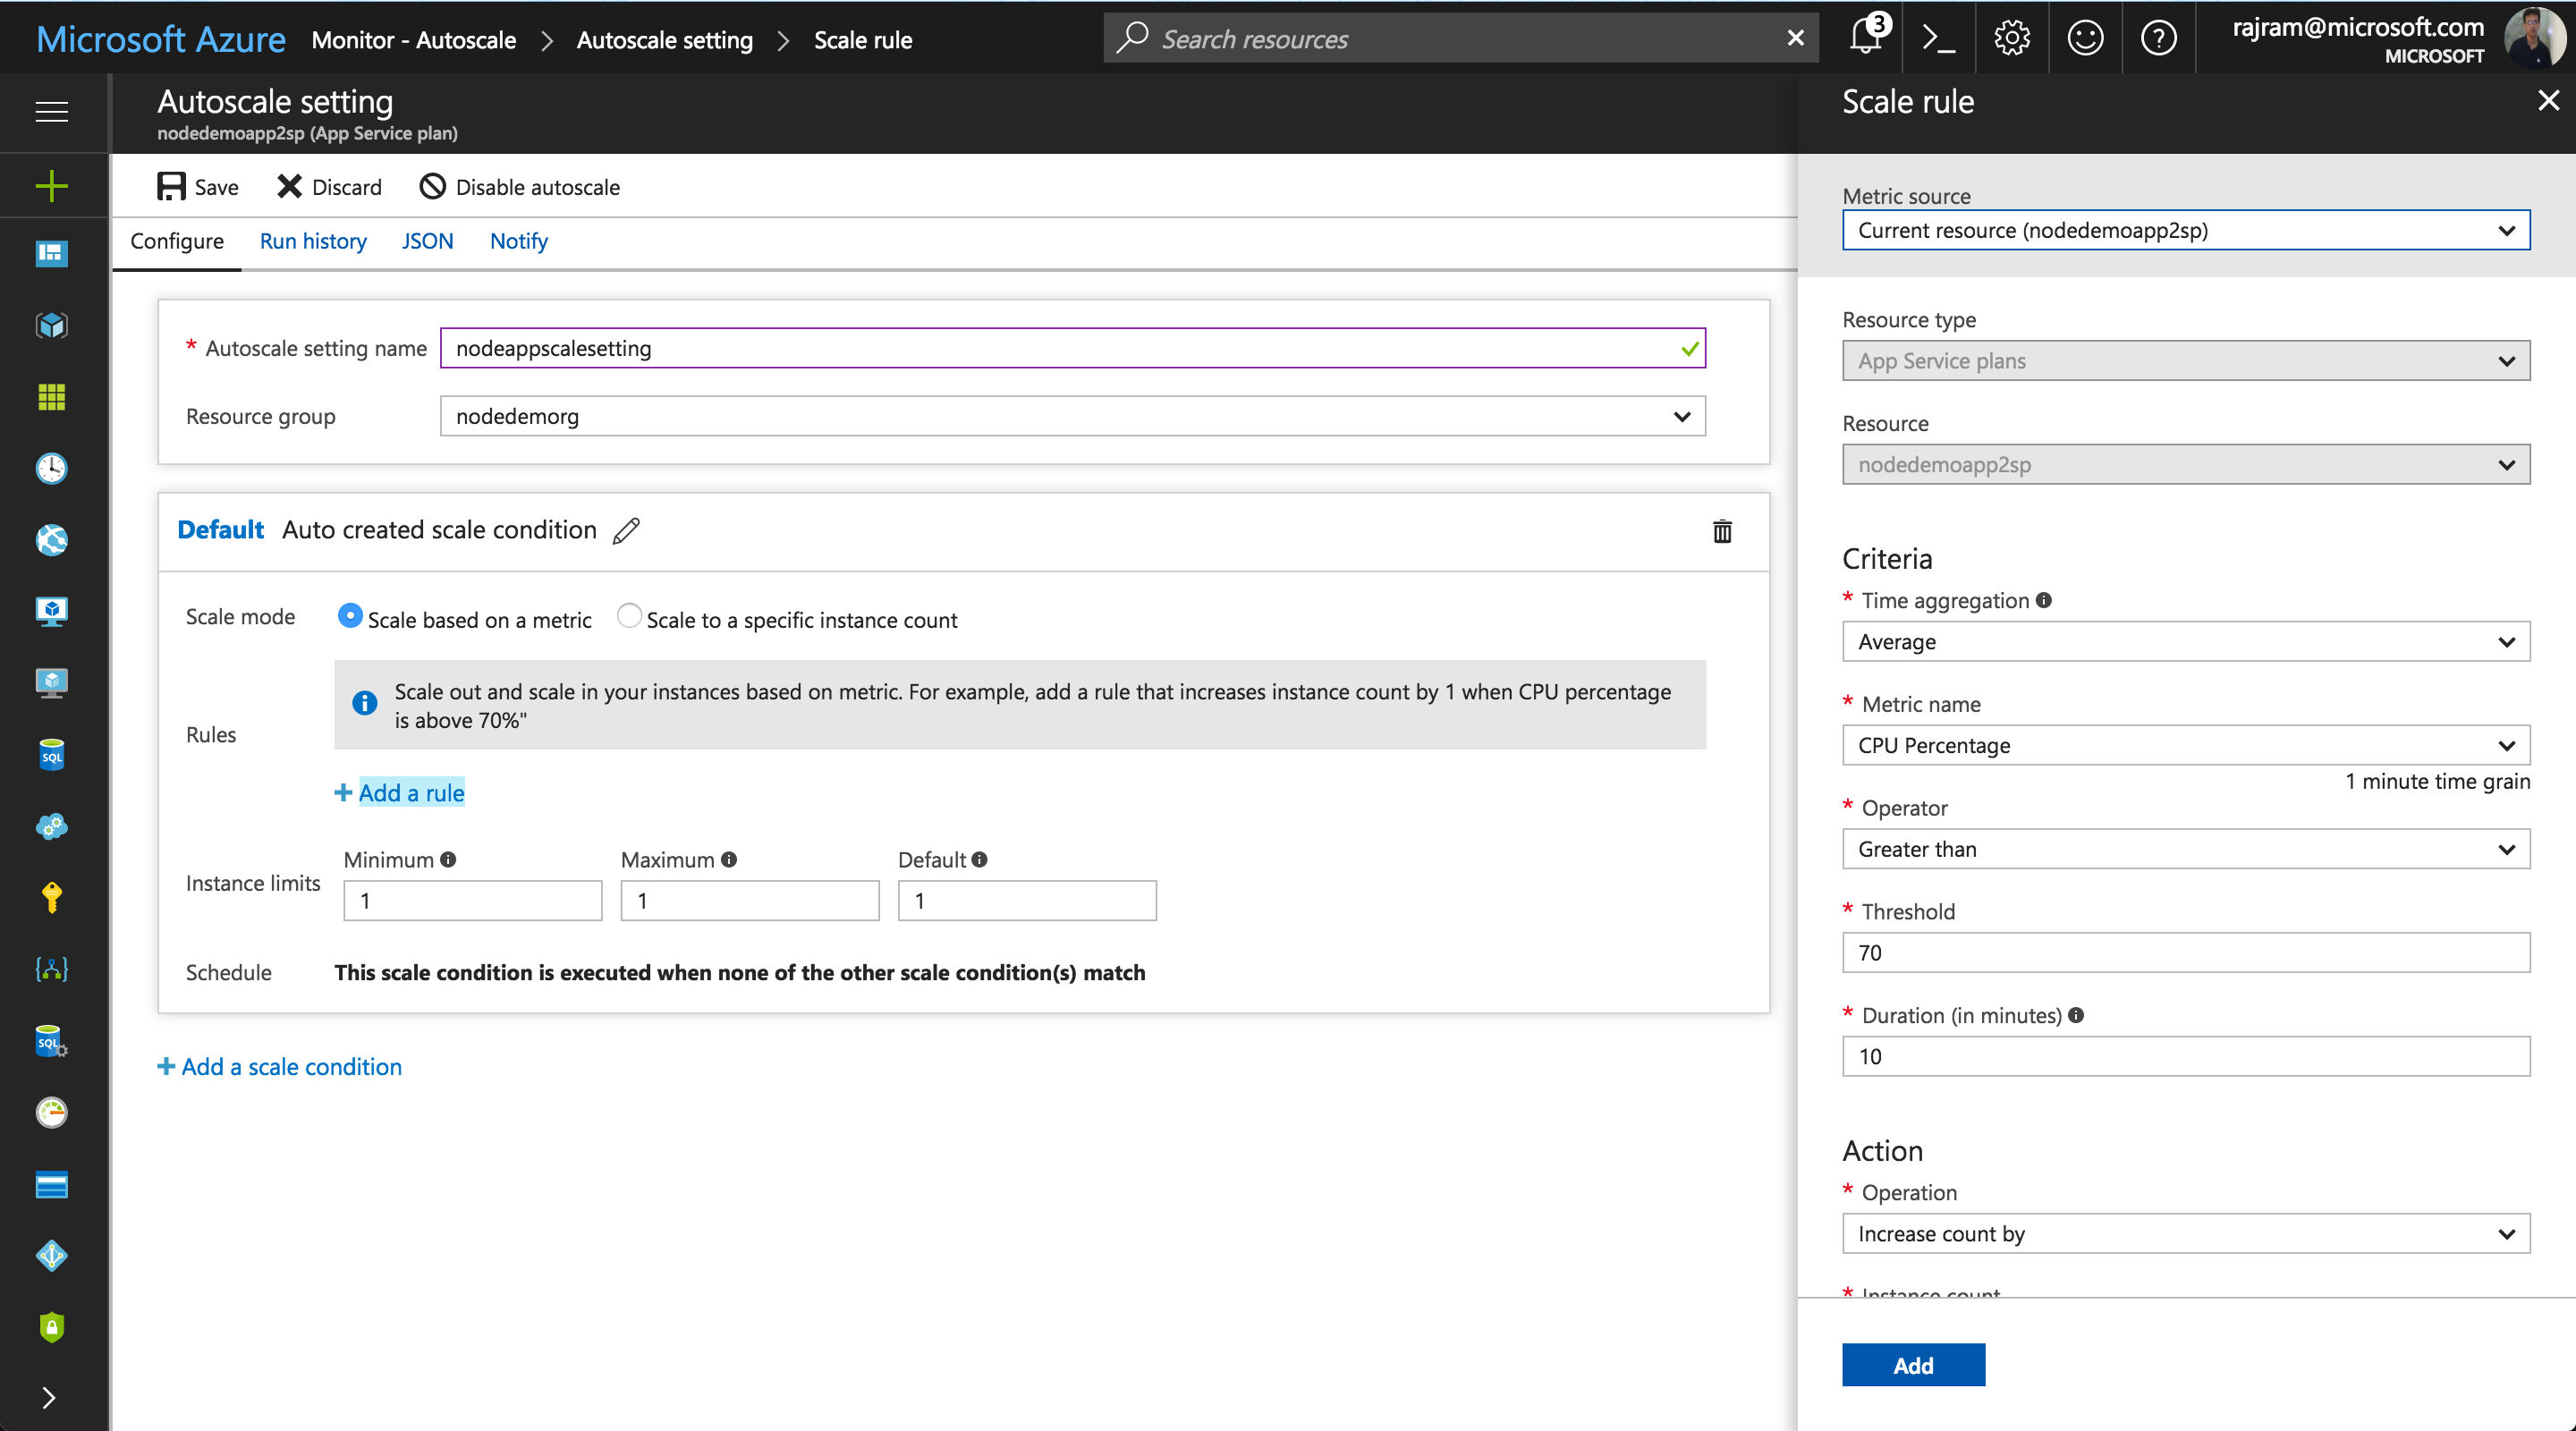 Microsoft Azure Monitor - Autoscale > Autoscale setting > Scale rule
Search resources
3
rajram@microsoft.com
MICROSOFT
Autoscale setting
nodedemoapp2sp (App Service plan)
Save Discard Disable autoscale
Configure Run history JSON Notify
* Autoscale setting name nodeappscalesetting
Resource group nodedemorg
Default Auto created scale condition
Scale mode Scale based on a metric Scale to a specific instance count
Rules
Scale out and scale in your instances based on metric. For example, add a rule that increases instance count by 1 when CPU percentage
is above 70%"
+ Add a rule
Instance limits
Minimum Maximum Default
1 1 1
Schedule This scale condition is executed when none of the other scale condition(s) match
+ Add a scale condition
SQL
SQL
Scale rule
Metric source
Current resource (nodedemoapp2sp)
Resource type
App Service plans
Resource
nodedemoapp2sp
Criteria
* Time aggregation
Average
* Metric name
CPU Percentage
1 minute time grain
* Operator
Greater than
* Threshold
70
* Duration (in minutes)
10
Action
* Operation
Increase count by
* Instance count
Add